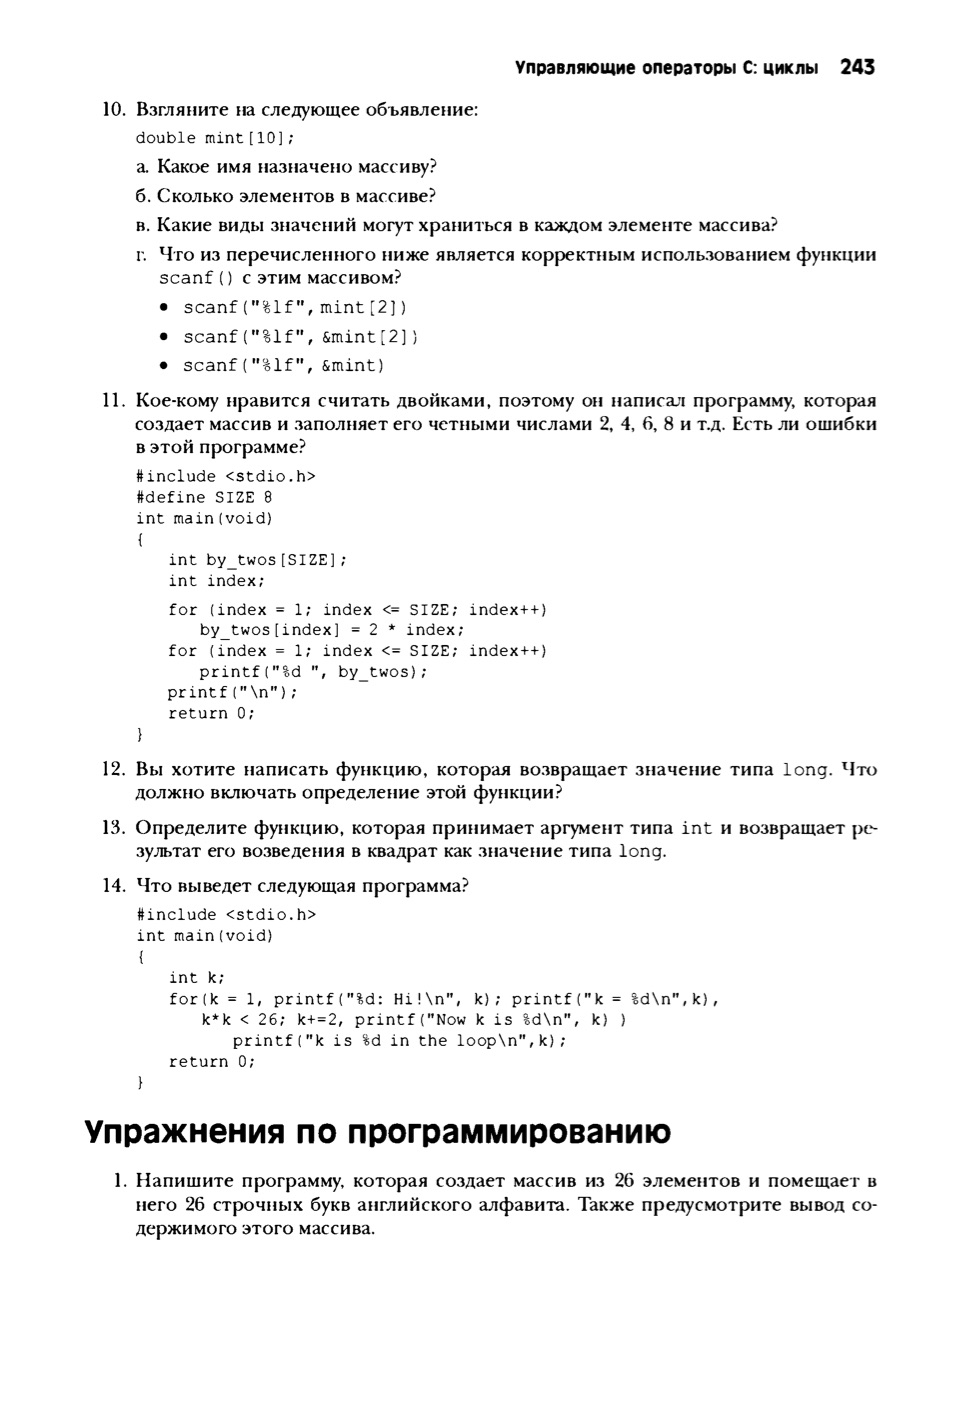 Управляющие операторы С: циклы 243
10. Взгляните на следующее объявление:
double mint[10];
а. Какое имя назначено массиву?
б. Сколько элементов в массиве?
в. Какие виды значений могут храниться в каждом элементе массива?
г. Что из перечисленного ниже является корректным использованием функции
scanf() с этим массивом?
• scanf("%lf", mint[2])
• scanf("%lf", &mint[2])
• scanf("%lf", &mint)
11. Кое-кому нравится считать двойками, поэтому он написал программу, которая
создает массив и заполняет его четными числами 2, 4, 6, 8 и т.д. Есть ли ошибки
в этой программе?
#include <stdio.h>
#define SIZE 8
int main(void)
{
int by_twos[SIZE];
int index;
for (index = 1; index <= SIZE; index++)
by_twos[index] = 2 * index;
for (index = 1; index <= SIZE; index++)
printf("%d ", by_twos);
printf("\n");
return 0;
}
12. Вы хотите написать функцию, которая возвращает значение типа long. Что
должно включать определение этой функции?
13. Определите функцию, которая принимает аргумент типа int и возвращает ре-
зультат его возведения в квадрат как значение типа long.
14. Что выведет следующая программа?
#include <stdio.h>
int main(void)
{
int k;
for(k = 1, printf("%d: Hi!\n", k); printf("k = %d\n",k),
k*k < 26; k+=2, printf("Now k is %d\n", k) )
printf("k is %d in the loop\n",k);
return 0;
}
Упражнения по программированию
1. Напишите программу, которая создает массив из 26 элементов и помещает в
него 26 строчных букв английского алфавита. Также предусмотрите вывод со-
держимого этого массива.